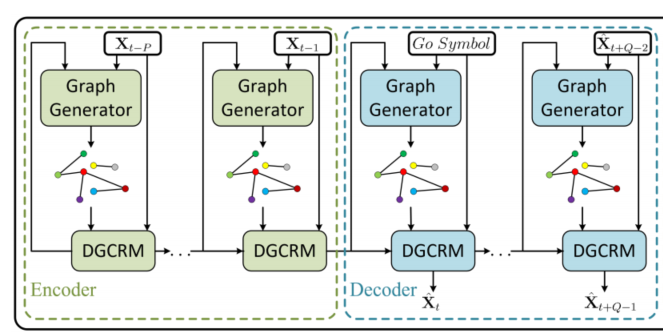 X_{t-P}
X_{t-1}
Go Symbol
X̂_{t+Q-2}
Graph
Generator
Graph
Generator
Graph
Generator
Graph
Generator
DGCRM
...
DGCRM
DGCRM
...
DGCRM
Encoder
Decoder
X̂_t
X̂_{t+Q-1}